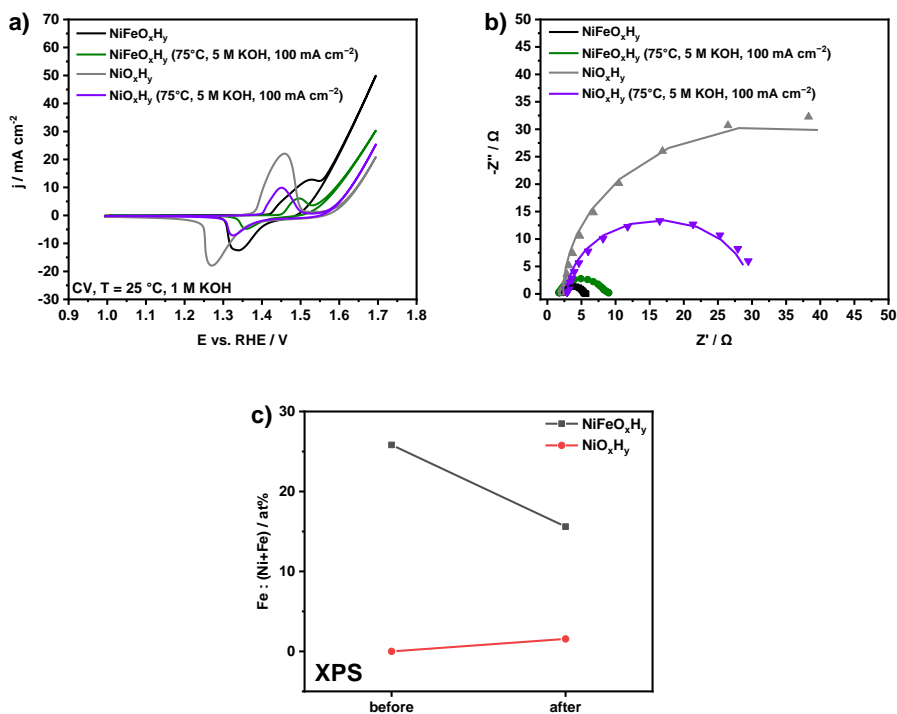 a)
NiFeOₓHᵧ
NiFeOₓHᵧ (75°C, 5 M KOH, 100 mA cm⁻²)
NiOₓHᵧ
NiOₓHᵧ (75°C, 5 M KOH, 100 mA cm⁻²)
50
40
30
20
10
0
-10
-20
-30
j / mA cm⁻²
CV, T = 25 °C, 1 M KOH
0.9 1.0 1.1 1.2 1.3 1.4 1.5 1.6 1.7 1.8
E vs. RHE / V
b)
NiFeOₓHᵧ
NiFeOₓHᵧ (75°C, 5 M KOH, 100 mA cm⁻²)
NiOₓHᵧ
NiOₓHᵧ (75°C, 5 M KOH, 100 mA cm⁻²)
50
45
40
35
30
25
20
15
10
5
0
-Z'' / Ω
0 5 10 15 20 25 30 35 40 45 50
Z' / Ω
c)
NiFeOₓHᵧ
NiOₓHᵧ
30
20
10
0
Fe : (Ni+Fe) / at%
XPS
before after